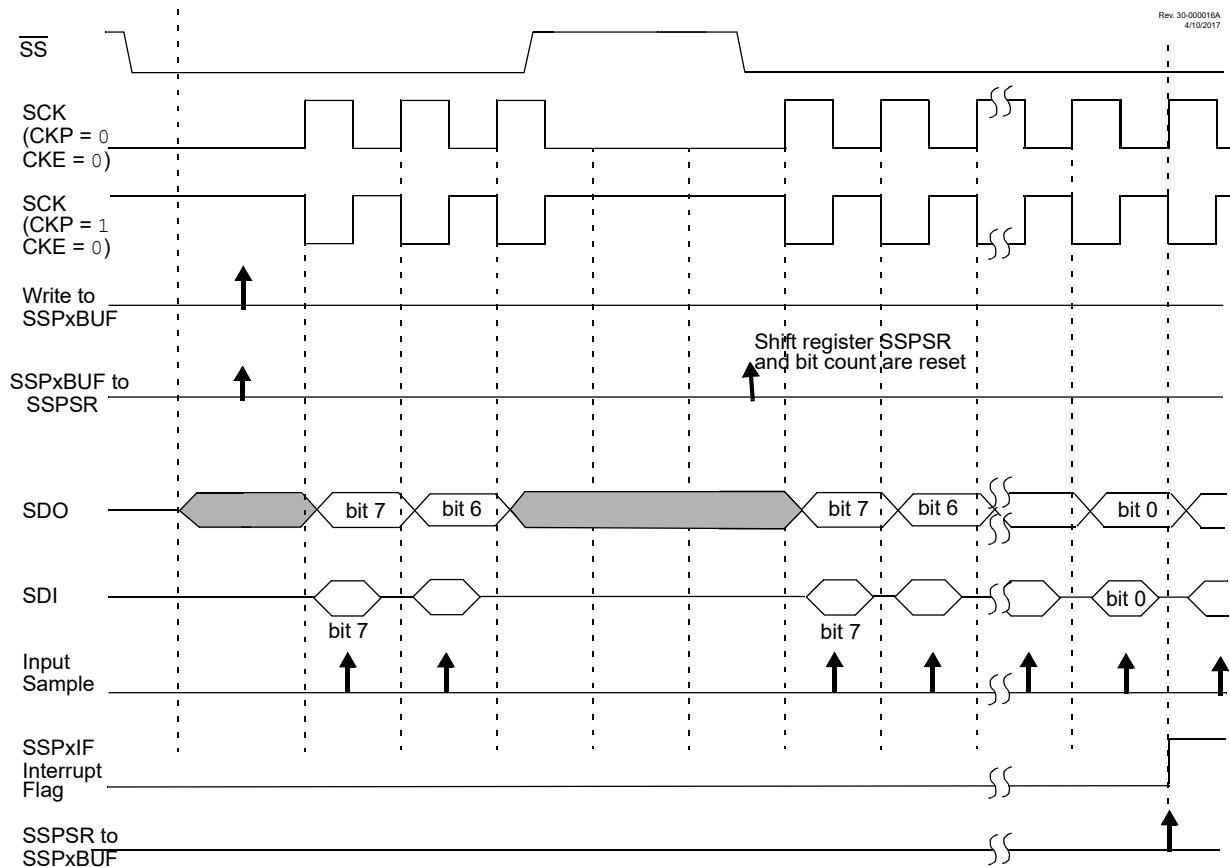 Rev. 30-000016A
4/10/2017
SS
SCK
(CKP = 0
CKE = 0)
SCK
(CKP = 1
CKE = 0)
Write to
SSPxBUF
Shift register SSPSR
and bit count are reset
SSPxBUF to
SSPSR
SDO
bit 7
bit 6
bit 7
bit 6
bit 0
SDI
bit 0
bit 7
bit 7
Input
Sample
SSPxIF
Interrupt
Flag
SSPSR to
SSPxBUF